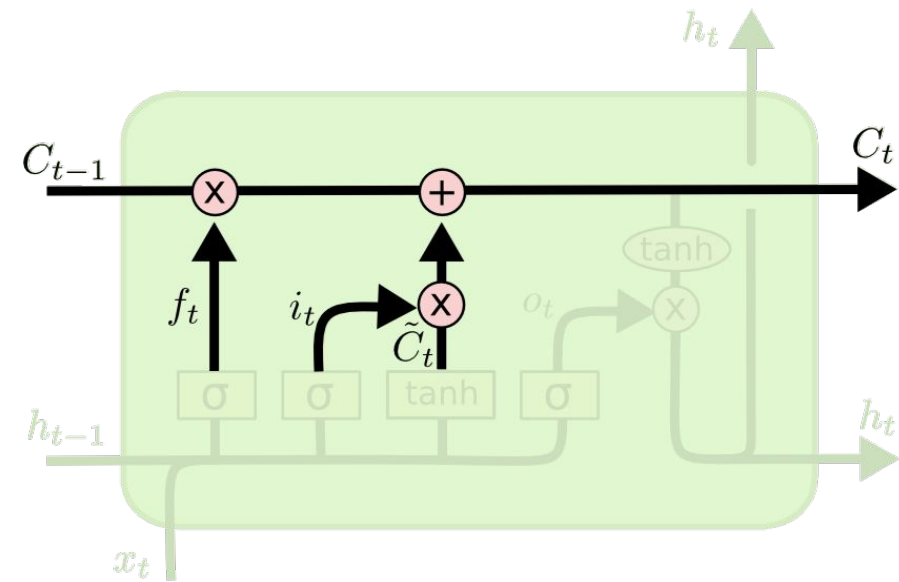 h_t
C_{t-1}
C_t
x
+
tanh
f_t
i_t
x
o_t
x
C̃_t
σ
σ
tanh
σ
h_{t-1}
h_t
x_t